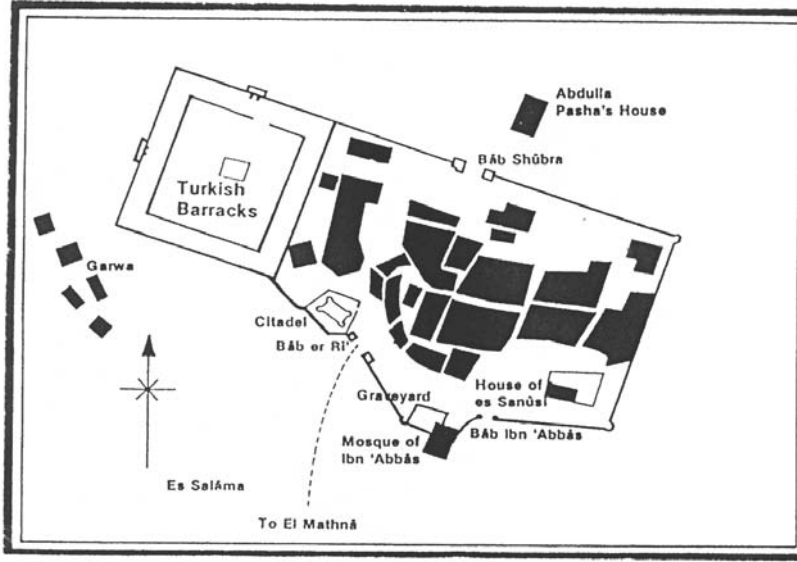 Abdulla
Pasha's House
Bâb Shûbra
Turkish
Barracks
Garwa
Citadel
Bâb er Rî'
Graveyard
House of
es Sanûsi
Mosque of
Ibn 'Abbâs
Bâb Ibn 'Abbâs
Es Salâma
To El Mathnâ